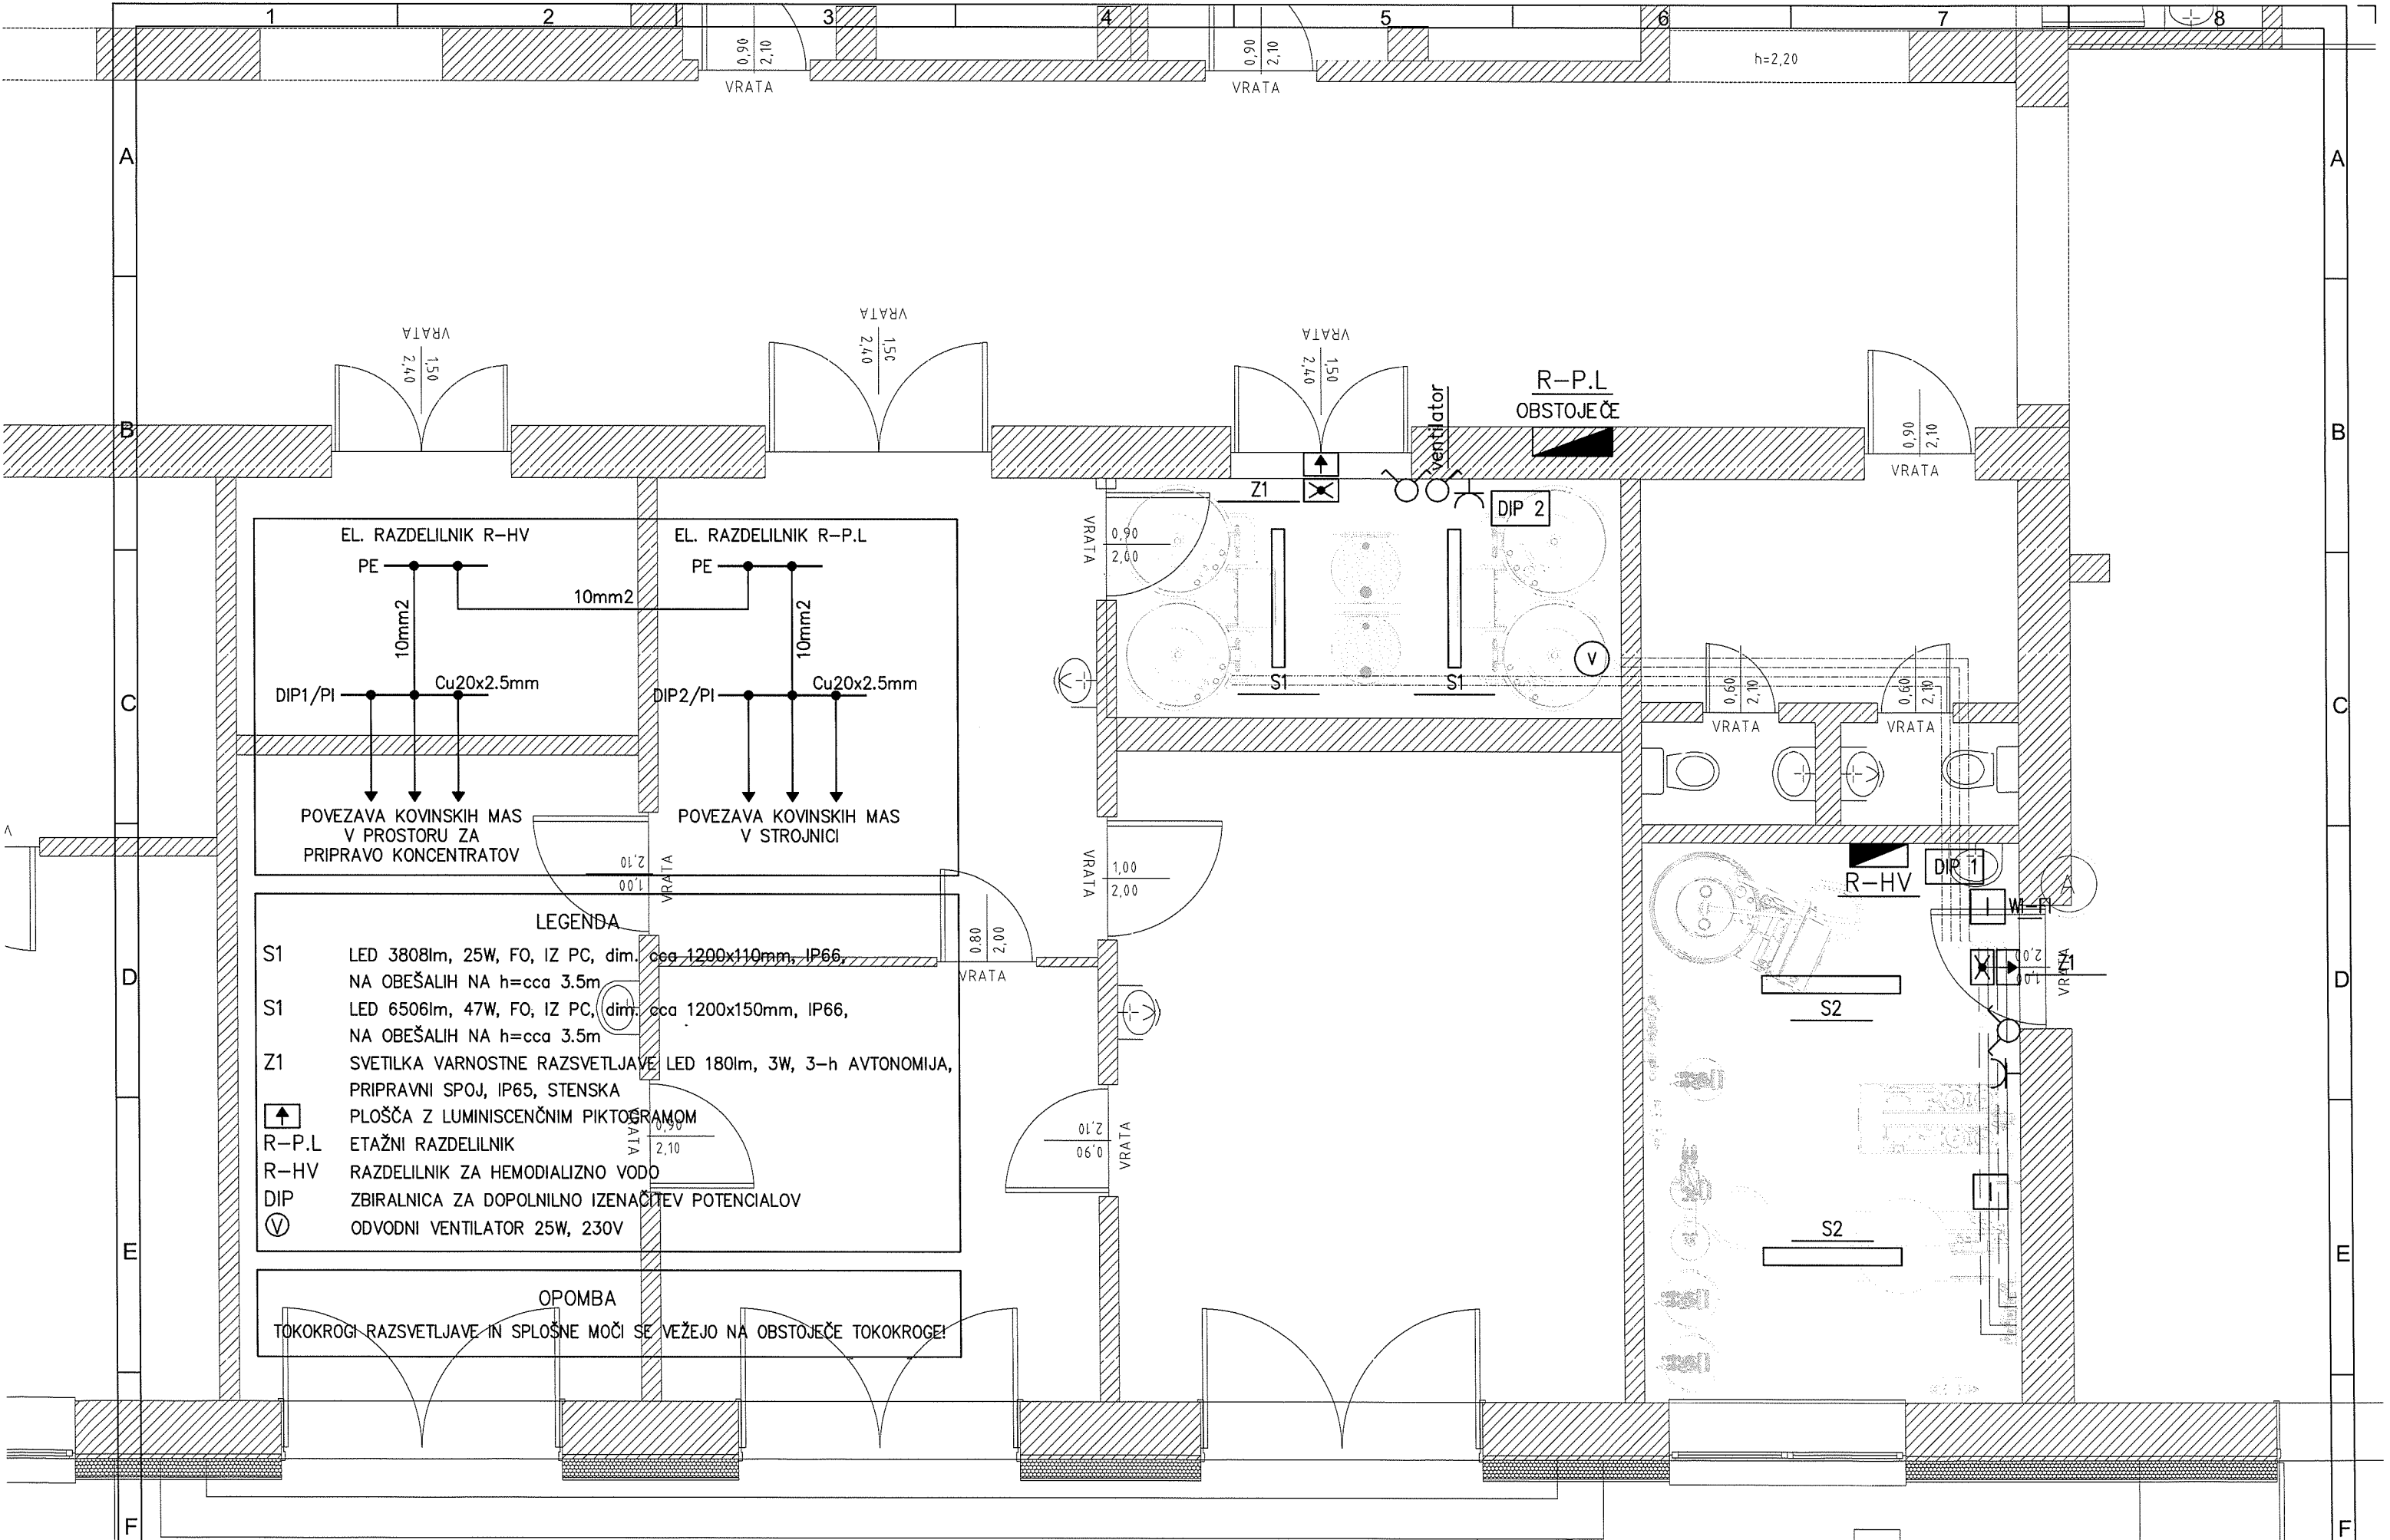 1 2 3 4 5 6 7 8
0,90
2,10
VRATA
0,90
2,10
VRATA
h=2,20
A
A
VRATA
1,50
2,40
VRATA
1,50
2,40
VRATA
1,50
2,40
ventilator
R-P.L
OBSTOJEČE
0,90
2,10
VRATA
B
B
Z1
DIP 2
VRATA
0,90
2,00
EL. RAZDELILNIK R-HV
EL. RAZDELILNIK R-P.L
PE
PE
10mm2
10mm2
10mm2
DIP1/PI
Cu20x2.5mm
DIP2/PI
Cu20x2.5mm
POVEZAVA KOVINSKIH MAS
V PROSTORU ZA
PRIPRAVO KONCENTRATOV
POVEZAVA KOVINSKIH MAS
V STROJNICI
S1
S1
V
C
C
0,60
2,10
VRATA
0,60
2,10
VRATA
VRATA
1,00
2,10
VRATA
1,00
2,00
R-HV
DIP 1
A
I
WI-FI
LEGENDA
S1 LED 3808lm, 25W, FO, IZ PC, dim. cca 1200x110mm, IP66,
NA OBEŠALIH NA h=cca 3.5m
S1 LED 6506lm, 47W, FO, IZ PC, dim. cca 1200x150mm, IP66,
NA OBEŠALIH NA h=cca 3.5m
Z1 SVETILKA VARNOSTNE RAZSVETLJAVE LED 180lm, 3W, 3-h AVTONOMIJA,
PRIPRAVNI SPOJ, IP65, STENSKA
PLOŠČA Z LUMINISCENČNIM PIKTOGRAMOM
R-P.L ETAŽNI RAZDELILNIK
R-HV RAZDELILNIK ZA HEMODIALIZNO VODO
DIP ZBIRALNICA ZA DOPOLNILNO IZENAČITEV POTENCIALOV
V ODVODNI VENTILATOR 25W, 230V
0.80
2,00
VRATA
D
D
Z1
VRATA
1,00
2,00
S2
VRATA
0,90
2,10
VRATA
0,90
2,10
I
S2
E
E
OPOMBA
TOKOKROGI RAZSVETLJAVE IN SPLOŠNE MOČI SE VEŽEJO NA OBSTOJEČE TOKOKROGE!
F
F